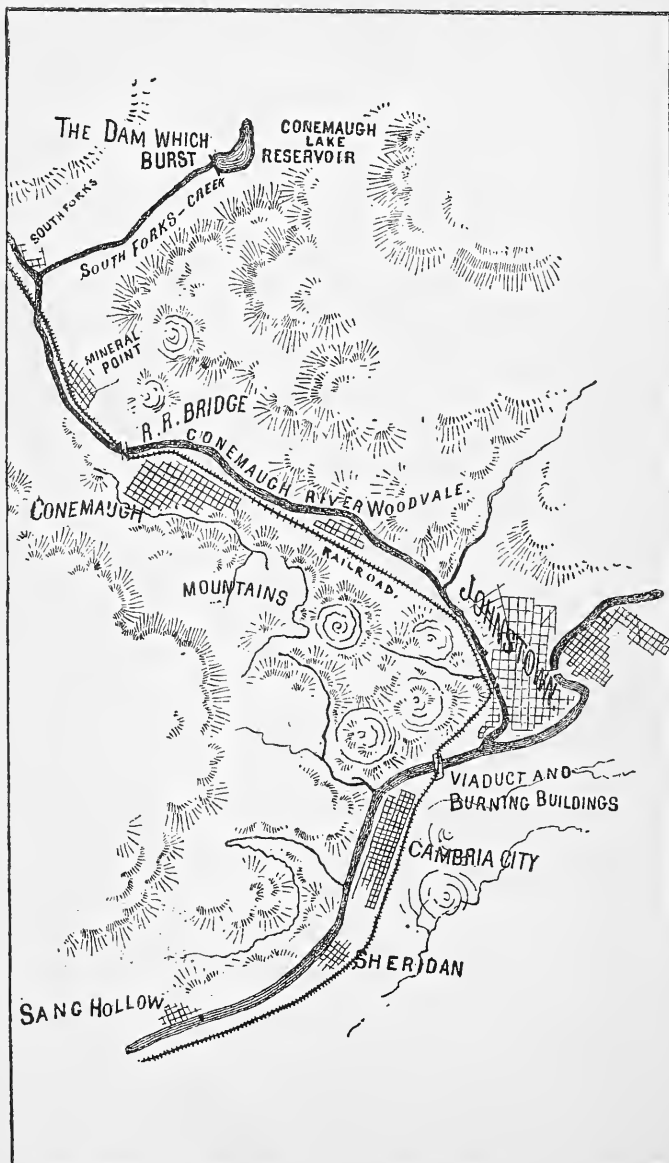 THE DAM WHICH
BURST
CONEMAUGH
LAKE
RESERVOIR
SOUTH FORKS
SOUTH FORKS-CREEK
MINERAL
POINT
R.R. BRIDGE
CONEMAUGH RIVER
WOODVALE.
CONEMAUGH
RAILROAD.
MOUNTAINS
JOHNSTOWN
VIADUCT AND
BURNING BUILDINGS
CAMBRIA CITY
SHERIDAN
SANG HOLLOW